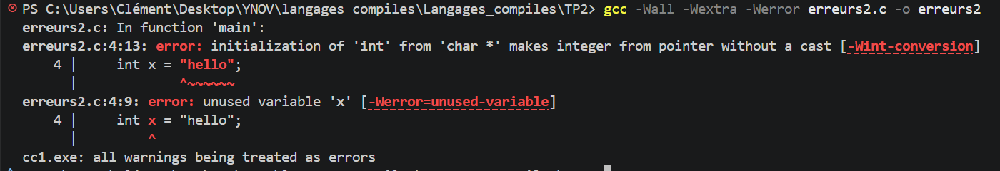 PS C:\Users\Clément\Desktop\YNOV\langages compiles\Langages_compiles\TP2> gcc -Wall -Wextra -Werror erreurs2.c -o erreurs2
erreurs2.c: In function 'main':
erreurs2.c:4:13: error: initialization of 'int' from 'char *' makes integer from pointer without a cast [-Wint-conversion]
    4 |     int x = "hello";
      |             ^~~~~~~
erreurs2.c:4:9: error: unused variable 'x' [-Werror=unused-variable]
    4 |     int x = "hello";
      |         ^
cc1.exe: all warnings being treated as errors